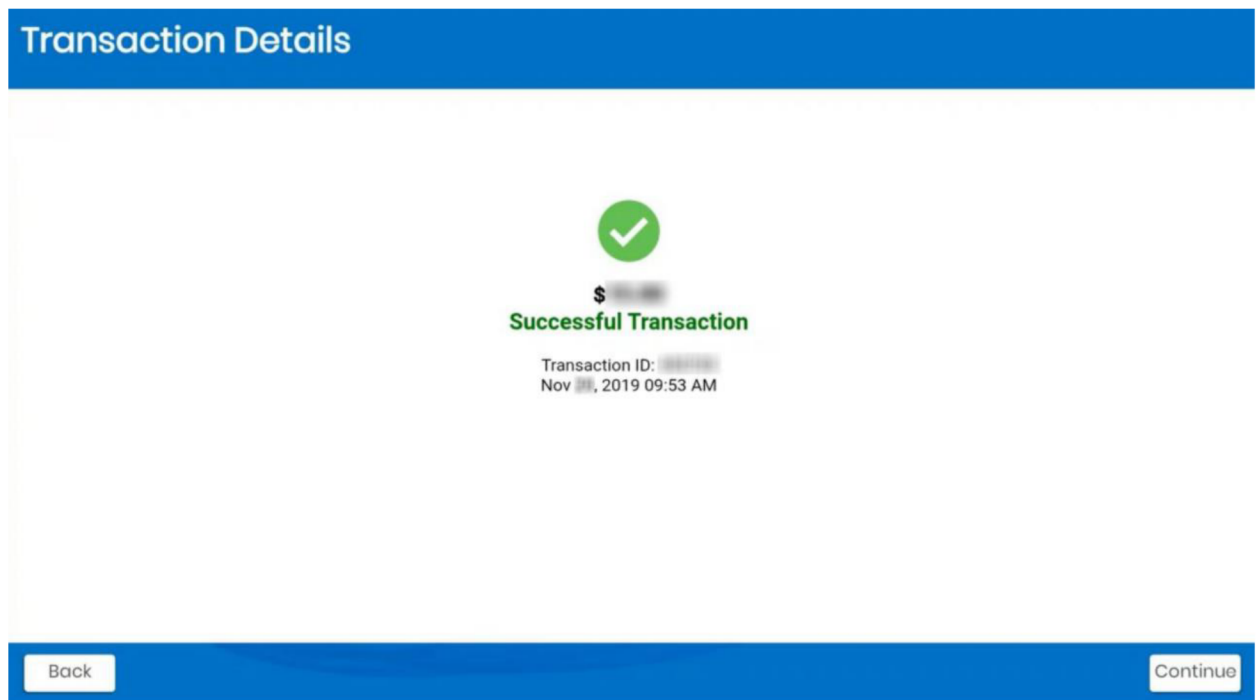 Transaction Details
$
Successful Transaction
Transaction ID:
Nov , 2019 09:53 AM
Back
Continue